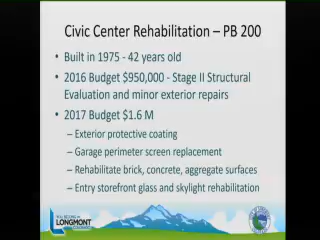 Civic Center Rehabilitation – PB 200
• Built in 1975 - 42 years old
• 2016 Budget $950,000 - Stage II Structural
Evaluation and minor exterior repairs
• 2017 Budget $1.6 M
– Exterior protective coating
– Garage perimeter screen replacement
– Rehabilitate brick, concrete, aggregate surfaces
– Entry storefront glass and skylight rehabilitation
LONGMONT